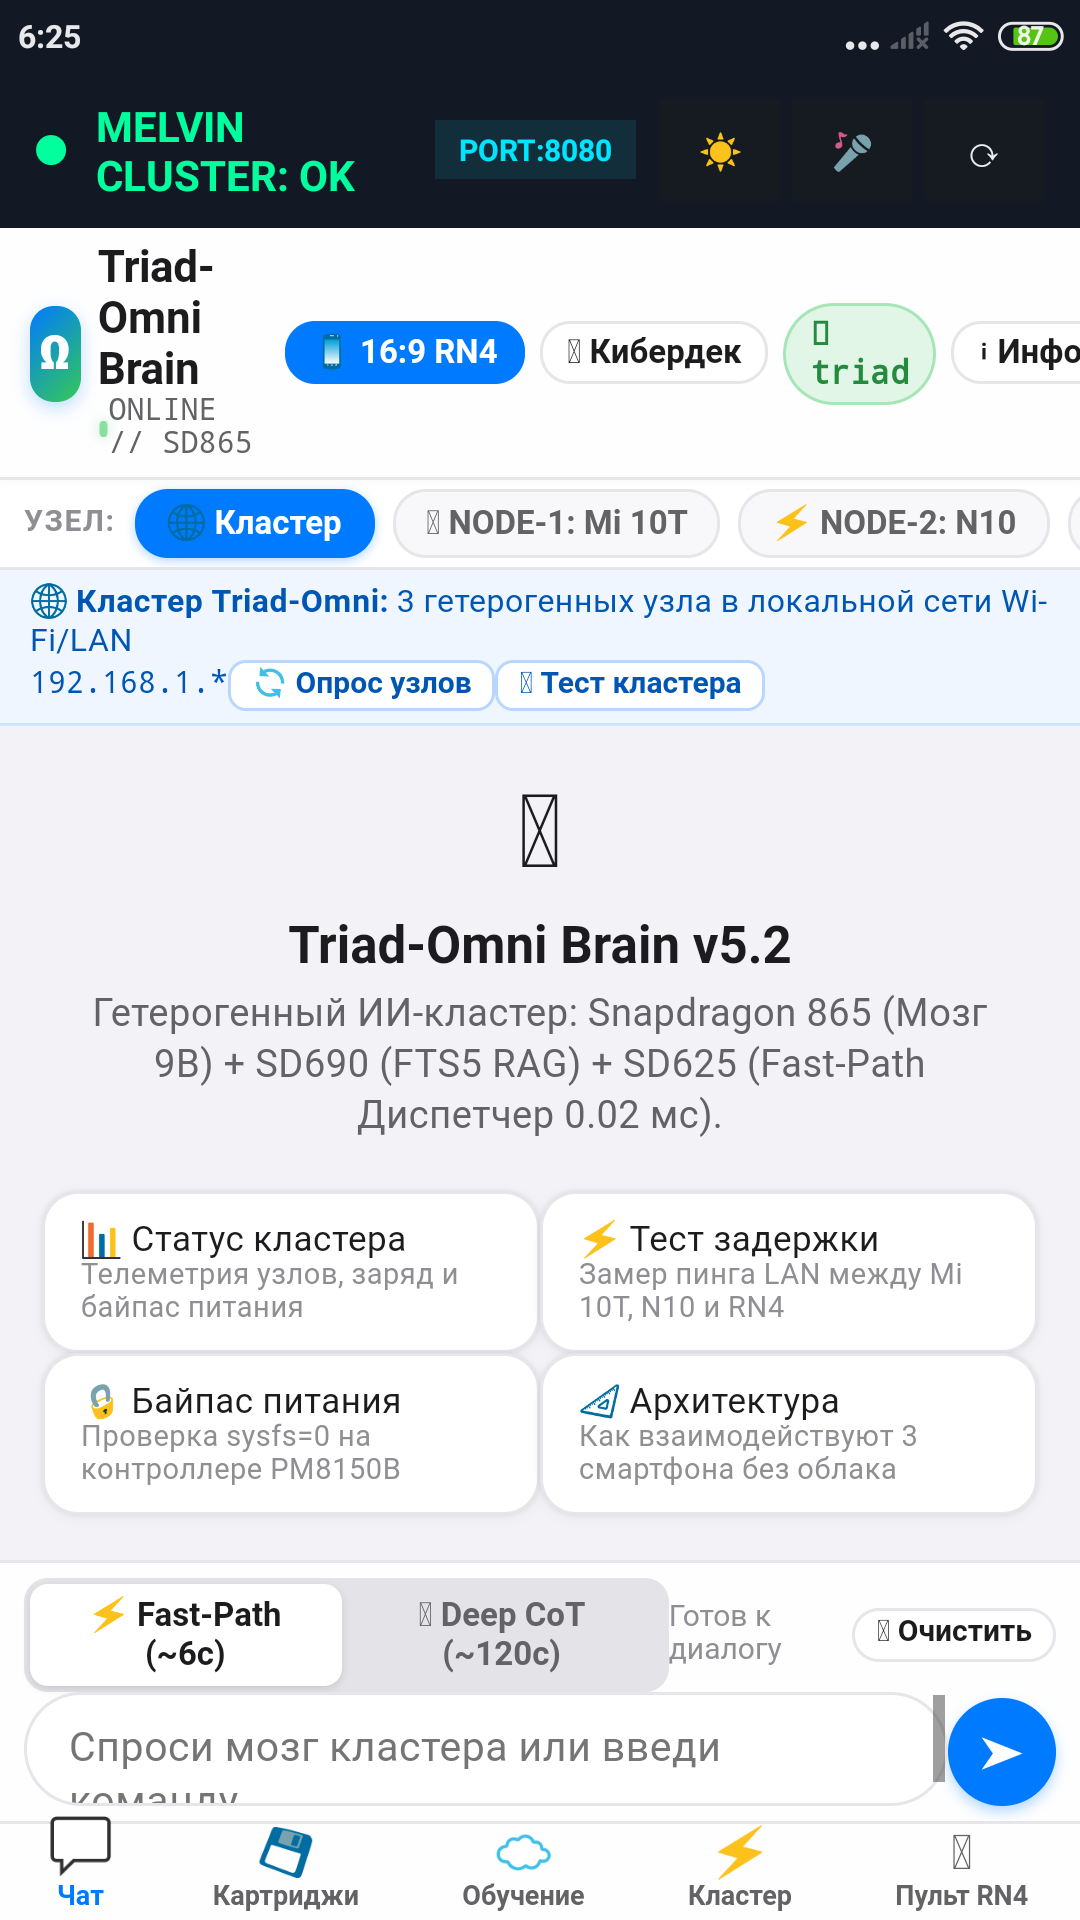 6:25
87
MELVIN
CLUSTER: OK
PORT:8080
Ω
Triad-
Omni
Brain
ONLINE
// SD865
16:9 RN4
Кибердек
triad
i Инфо
УЗЕЛ:
Кластер
NODE-1: Mi 10T
NODE-2: N10
Кластер Triad-Omni: 3 гетерогенных узла в локальной сети Wi-
Fi/LAN
192.168.1.*
Опрос узлов
Тест кластера
Triad-Omni Brain v5.2
Гетерогенный ИИ-кластер: Snapdragon 865 (Мозг
9B) + SD690 (FTS5 RAG) + SD625 (Fast-Path
Диспетчер 0.02 мс).
Статус кластера
Телеметрия узлов, заряд и
байпас питания
Тест задержки
Замер пинга LAN между Mi
10T, N10 и RN4
Байпас питания
Проверка sysfs=0 на
контроллере PM8150B
Архитектура
Как взаимодействуют 3
смартфона без облака
Fast-Path
(~6с)
Deep CoT
(~120с)
Готов к
диалогу
Очистить
Спроси мозг кластера или введи
команду
Чат
Картриджи
Обучение
Кластер
Пульт RN4